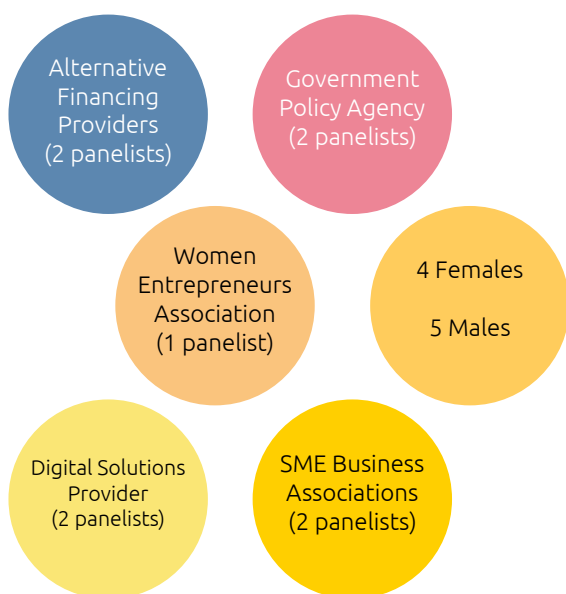 Alternative
Financing
Providers
(2 panelists)
Government
Policy Agency
(2 panelists)
Women
Entrepreneurs
Association
(1 panelist)
4 Females
5 Males
Digital Solutions
Provider
(2 panelists)
SME Business
Associations
(2 panelists)